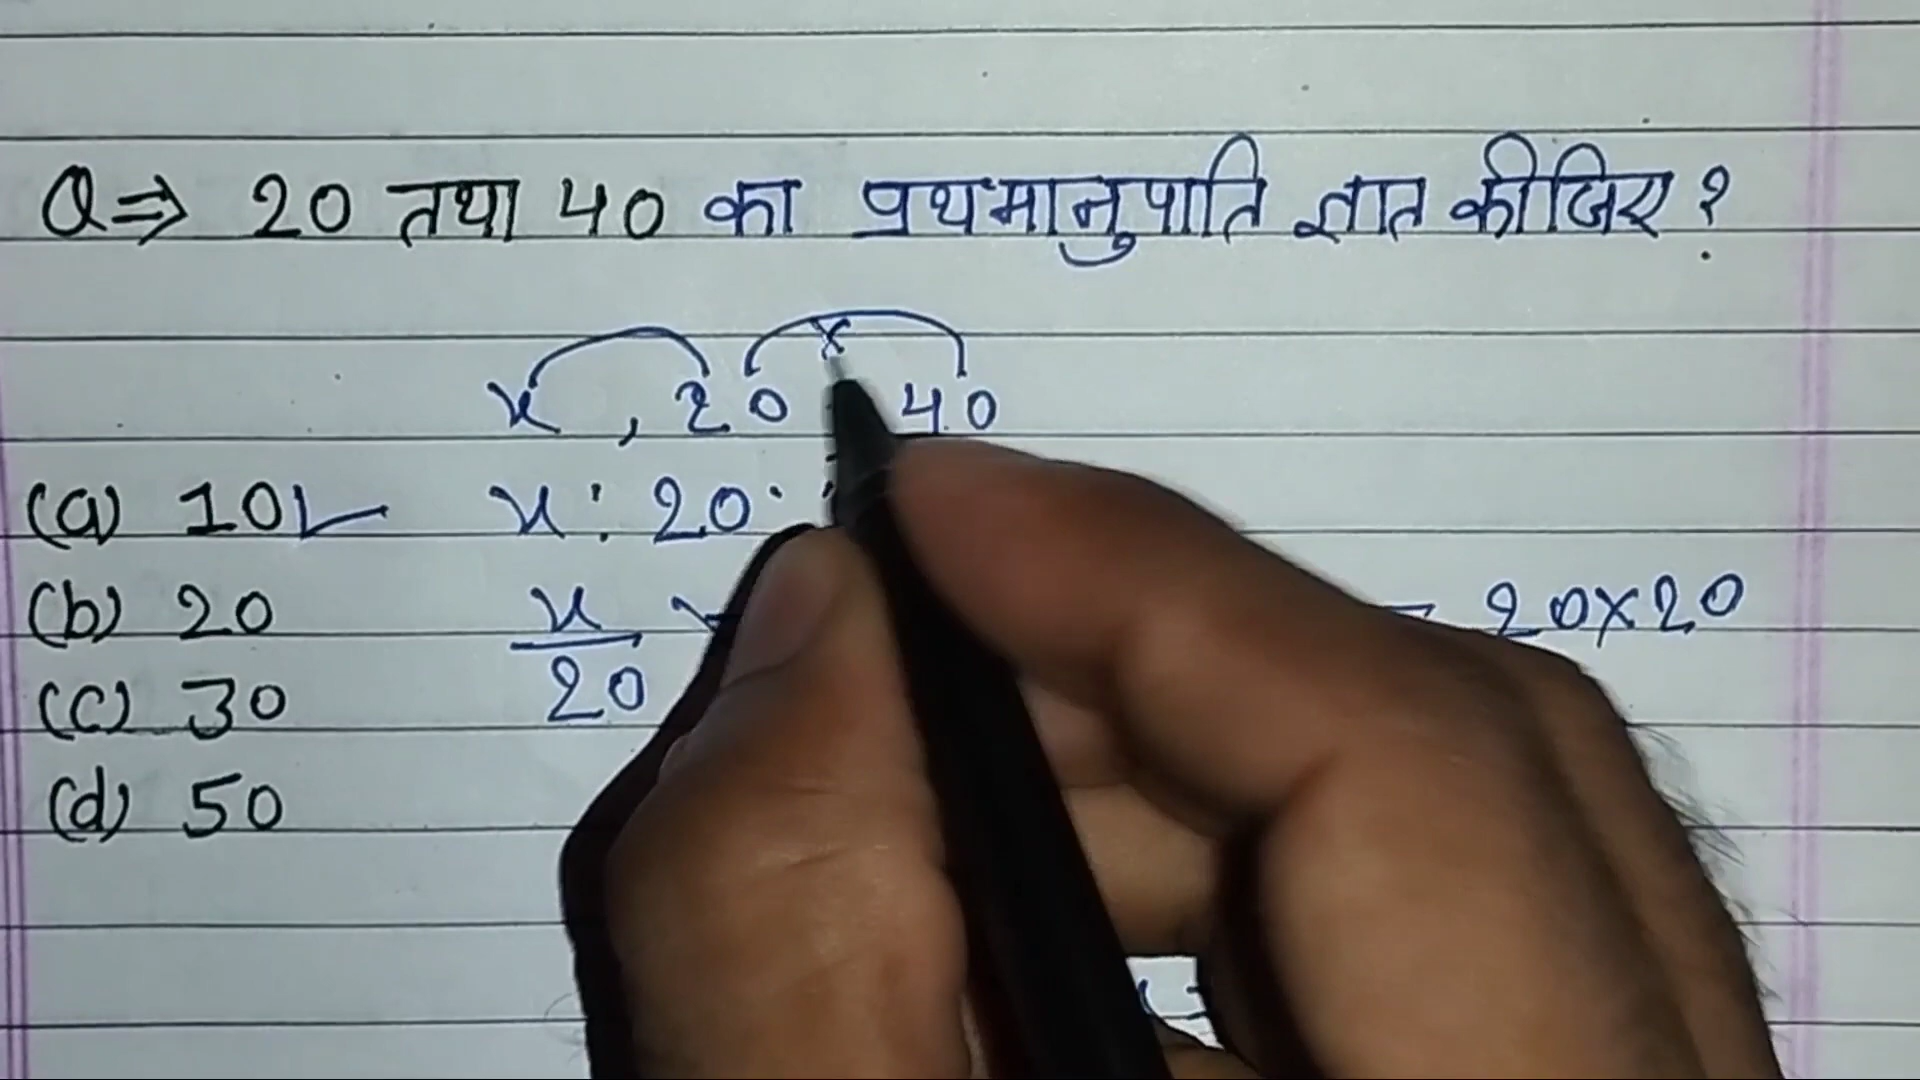 Q⇒ 20 तथा 40 का प्रथमानुपाति ज्ञात कीजिए ?
x
x , 20 40
(a) 10 x : 20 :
(b) 20 x = 20×20
(c) 30 20
(d) 50